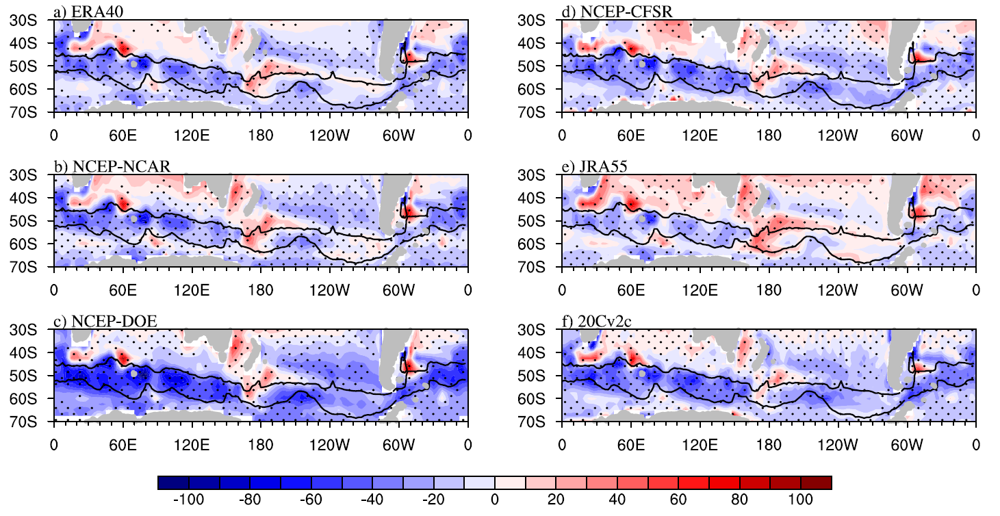 a) ERA40
30S
40S
50S
60S
70S
0 60E 120E 180 120W 60W 0
d) NCEP-CFSR
30S
40S
50S
60S
70S
0 60E 120E 180 120W 60W 0
b) NCEP-NCAR
30S
40S
50S
60S
70S
0 60E 120E 180 120W 60W 0
e) JRA55
30S
40S
50S
60S
70S
0 60E 120E 180 120W 60W 0
c) NCEP-DOE
30S
40S
50S
60S
70S
0 60E 120E 180 120W 60W 0
f) 20Cv2c
30S
40S
50S
60S
70S
0 60E 120E 180 120W 60W 0
-100 -80 -60 -40 -20 0 20 40 60 80 100